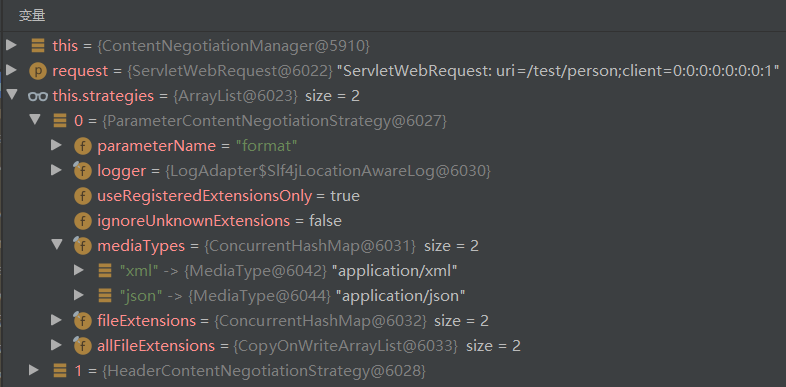 变量
this = {ContentNegotiationManager@5910}
request = {ServletWebRequest@6022} "ServletWebRequest: uri=/test/person;client=0:0:0:0:0:0:0:1"
this.strategies = {ArrayList@6023} size = 2
0 = {ParameterContentNegotiationStrategy@6027}
parameterName = "format"
logger = {LogAdapter$Slf4jLocationAwareLog@6030}
useRegisteredExtensionsOnly = true
ignoreUnknownExtensions = false
mediaTypes = {ConcurrentHashMap@6031} size = 2
"xml" -> {MediaType@6042} "application/xml"
"json" -> {MediaType@6044} "application/json"
fileExtensions = {ConcurrentHashMap@6032} size = 2
allFileExtensions = {CopyOnWriteArrayList@6033} size = 2
1 = {HeaderContentNegotiationStrategy@6028}